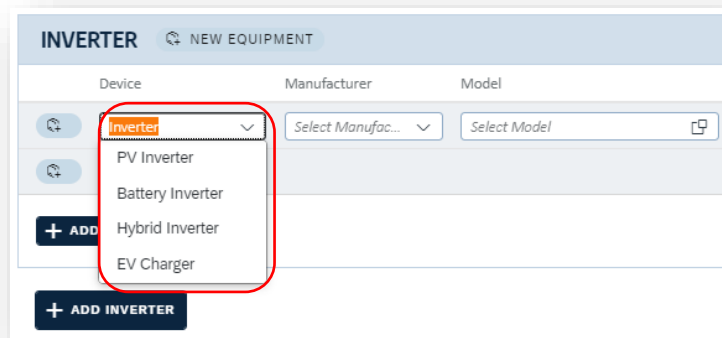 INVERTER NEW EQUIPMENT
Device Manufacturer Model
Inverter Select Manufac... Select Model
PV Inverter
Battery Inverter
Hybrid Inverter
ADD
EV Charger
ADD INVERTER